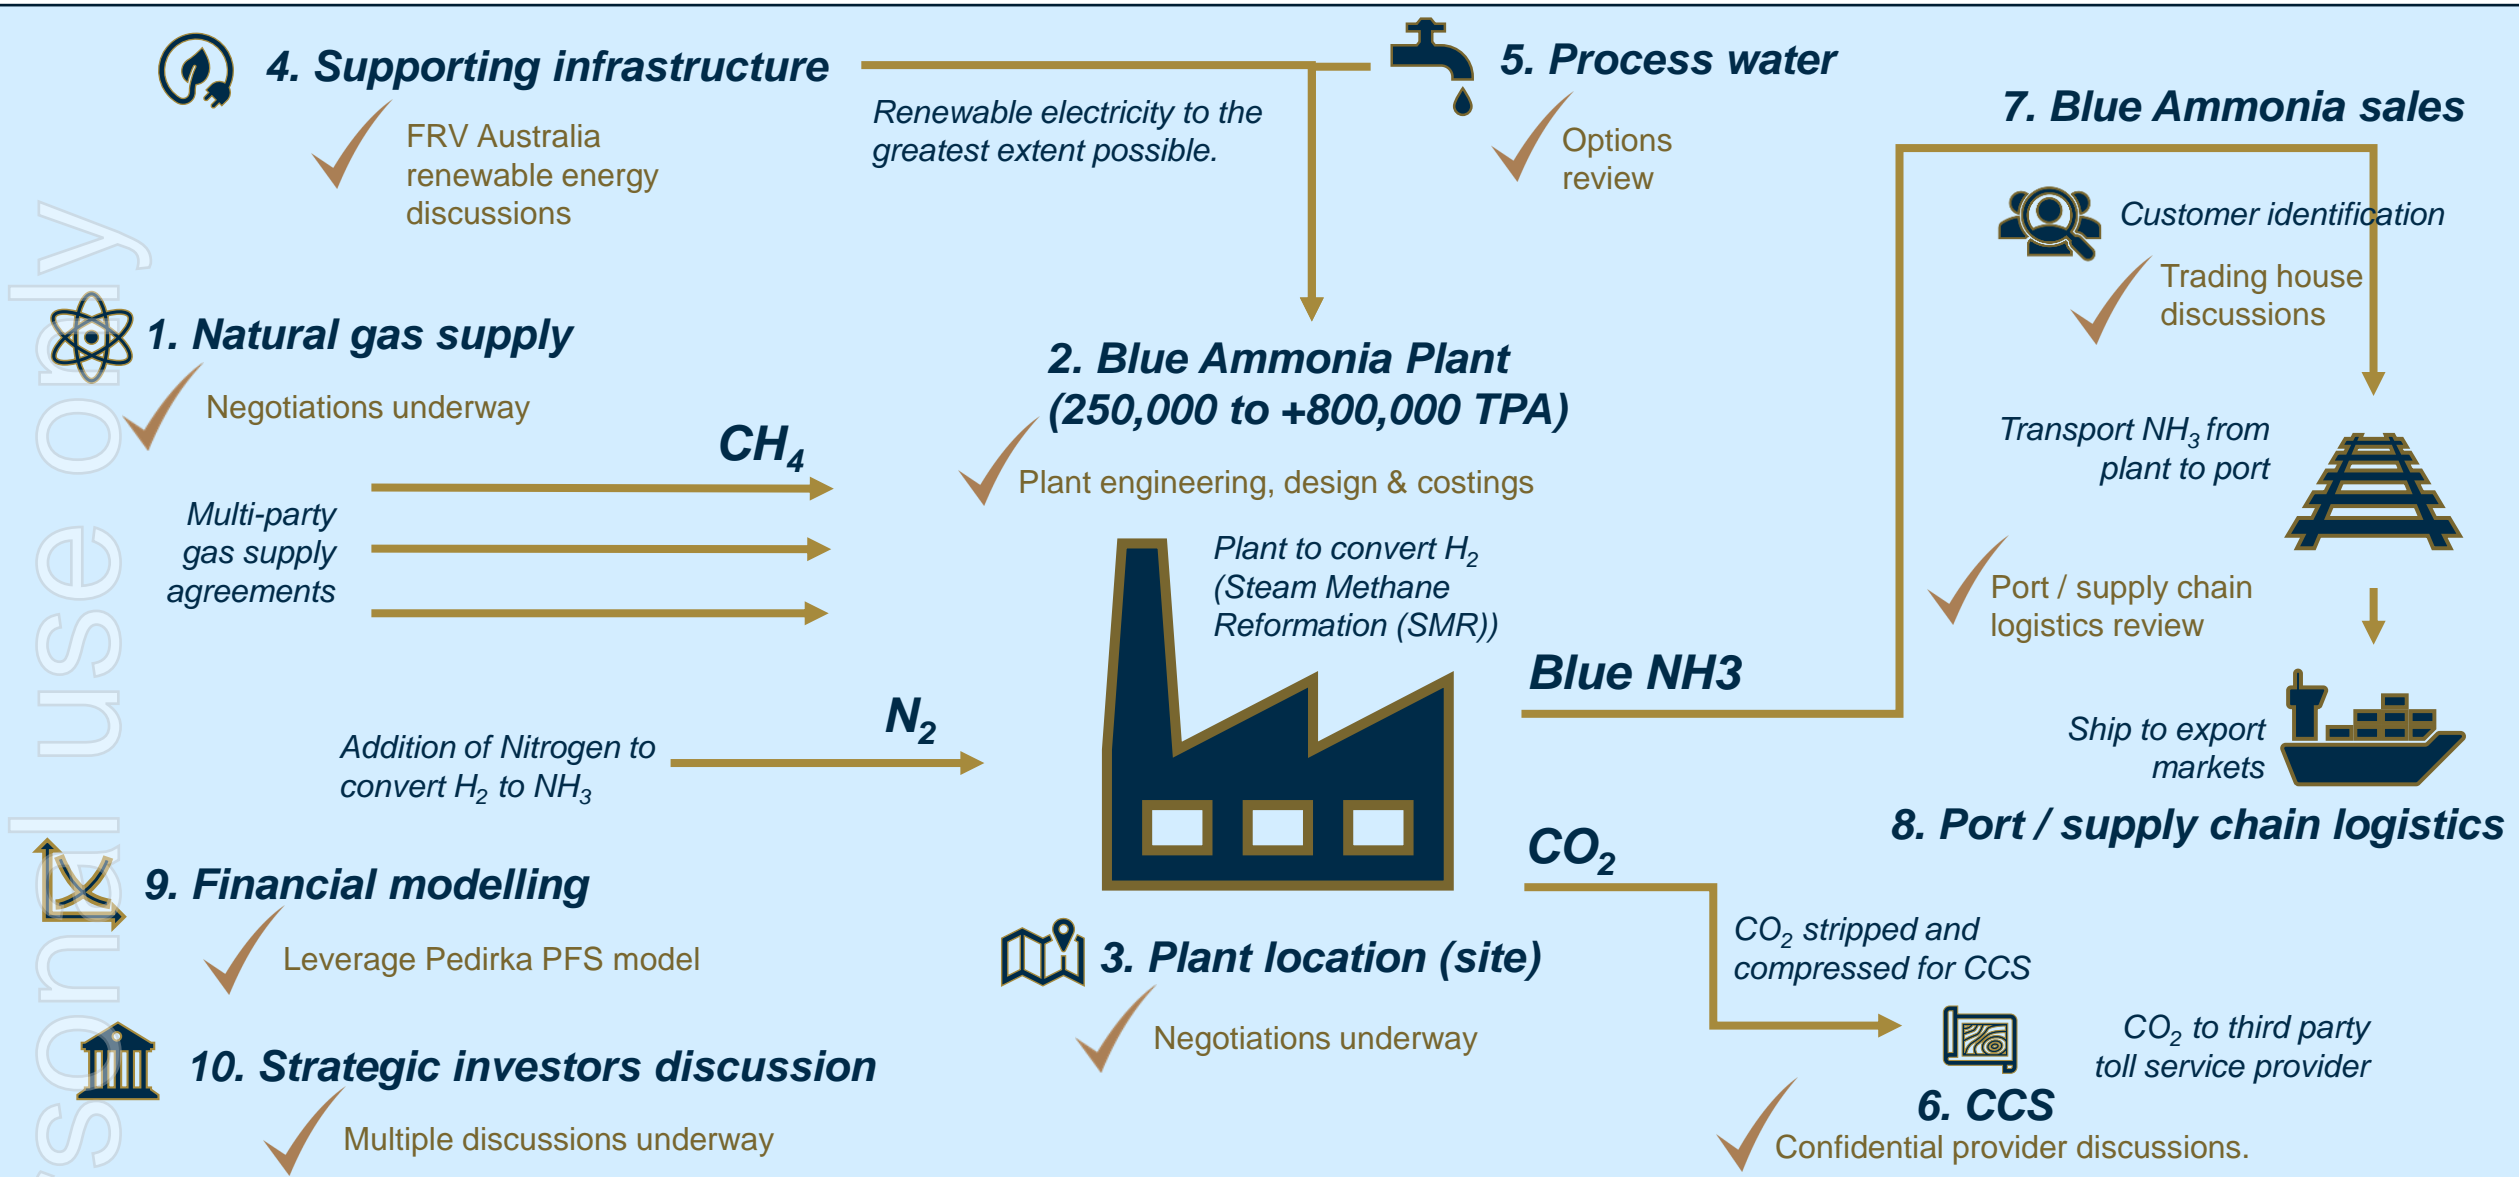 4. Supporting infrastructure
FRV Australia
renewable energy
discussions
Renewable electricity to the
greatest extent possible.
5. Process water
Options
review
7. Blue Ammonia sales
Customer identification
Trading house
discussions
1. Natural gas supply
Negotiations underway
Multi-party
gas supply
agreements
CH₄
2. Blue Ammonia Plant
(250,000 to +800,000 TPA)
Plant engineering, design & costings
Plant to convert H₂
(Steam Methane
Reformation (SMR))
Transport NH₃ from
plant to port
Port / supply chain
logistics review
Ship to export
markets
8. Port / supply chain logistics
Addition of Nitrogen to
convert H₂ to NH₃
N₂
Blue NH3
CO₂
CO₂ stripped and
compressed for CCS
CO₂ to third party
toll service provider
6. CCS
Confidential provider discussions.
3. Plant location (site)
Negotiations underway
9. Financial modelling
Leverage Pedirka PFS model
10. Strategic investors discussion
Multiple discussions underway
rsonal use only